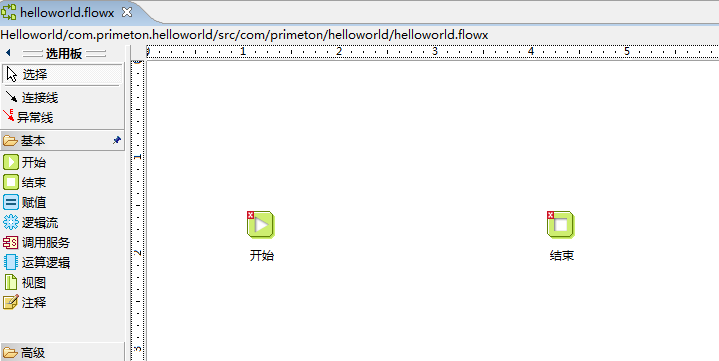 helloworld.flowx
Helloworld/com.primeton.helloworld/src/com/primeton/helloworld/helloworld.flowx
选用板
0 1 2 3 4 5
选择
连接线
异常线
基本
开始
结束
赋值
逻辑流
调用服务
运算逻辑
视图
注释
高级
0
1
2
3
开始
结束